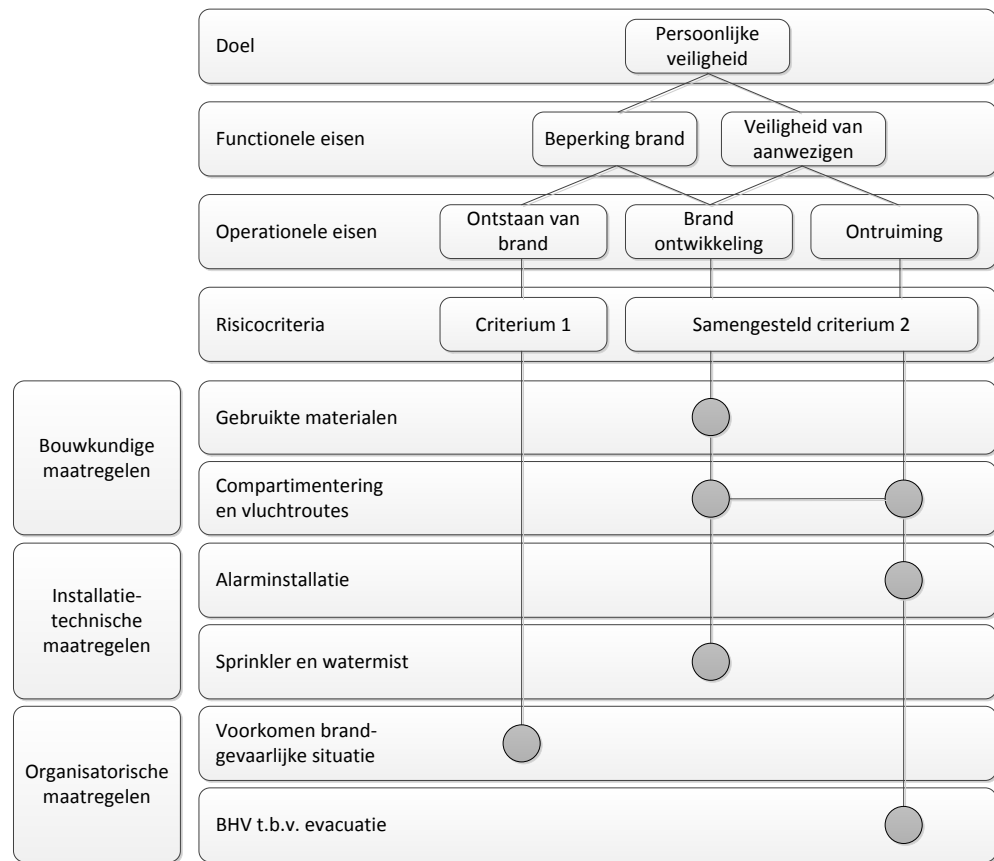 Doel
Persoonlijke
veiligheid
Functionele eisen
Beperking brand
Veiligheid van
aanwezigen
Operationele eisen
Ontstaan van
brand
Brand
ontwikkeling
Ontruiming
Risicocriteria
Criterium 1
Samengesteld criterium 2
Bouwkundige
maatregelen
Gebruikte materialen
Compartimentering
en vluchtroutes
Installatie-
technische
maatregelen
Alarminstallatie
Sprinkler en watermist
Organisatorische
maatregelen
Voorkomen brand-
gevaarlijke situatie
BHV t.b.v. evacuatie